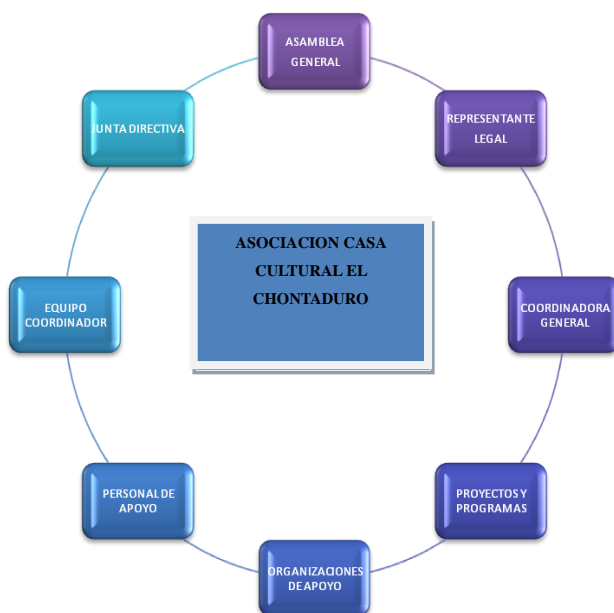 ASAMBLEA
GENERAL
REPRESENTANTE
LEGAL
COORDINADORA
GENERAL
PROYECTOS Y
PROGRAMAS
ORGANIZACIONES
DE APOYO
PERSONAL DE
APOYO
EQUIPO
COORDINADOR
JUNTA DIRECTIVA
ASOCIACION CASA
CULTURAL EL
CHONTADURO